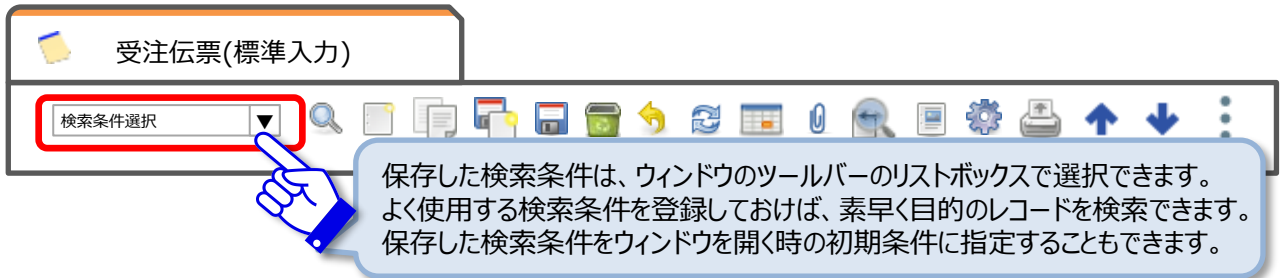 受注伝票(標準入力)
検索条件選択
保存した検索条件は、ウィンドウのツールバーのリストボックスで選択できます。
よく使用する検索条件を登録しておけば、素早く目的のレコードを検索できます。
保存した検索条件をウィンドウを開く時の初期条件に指定することもできます。